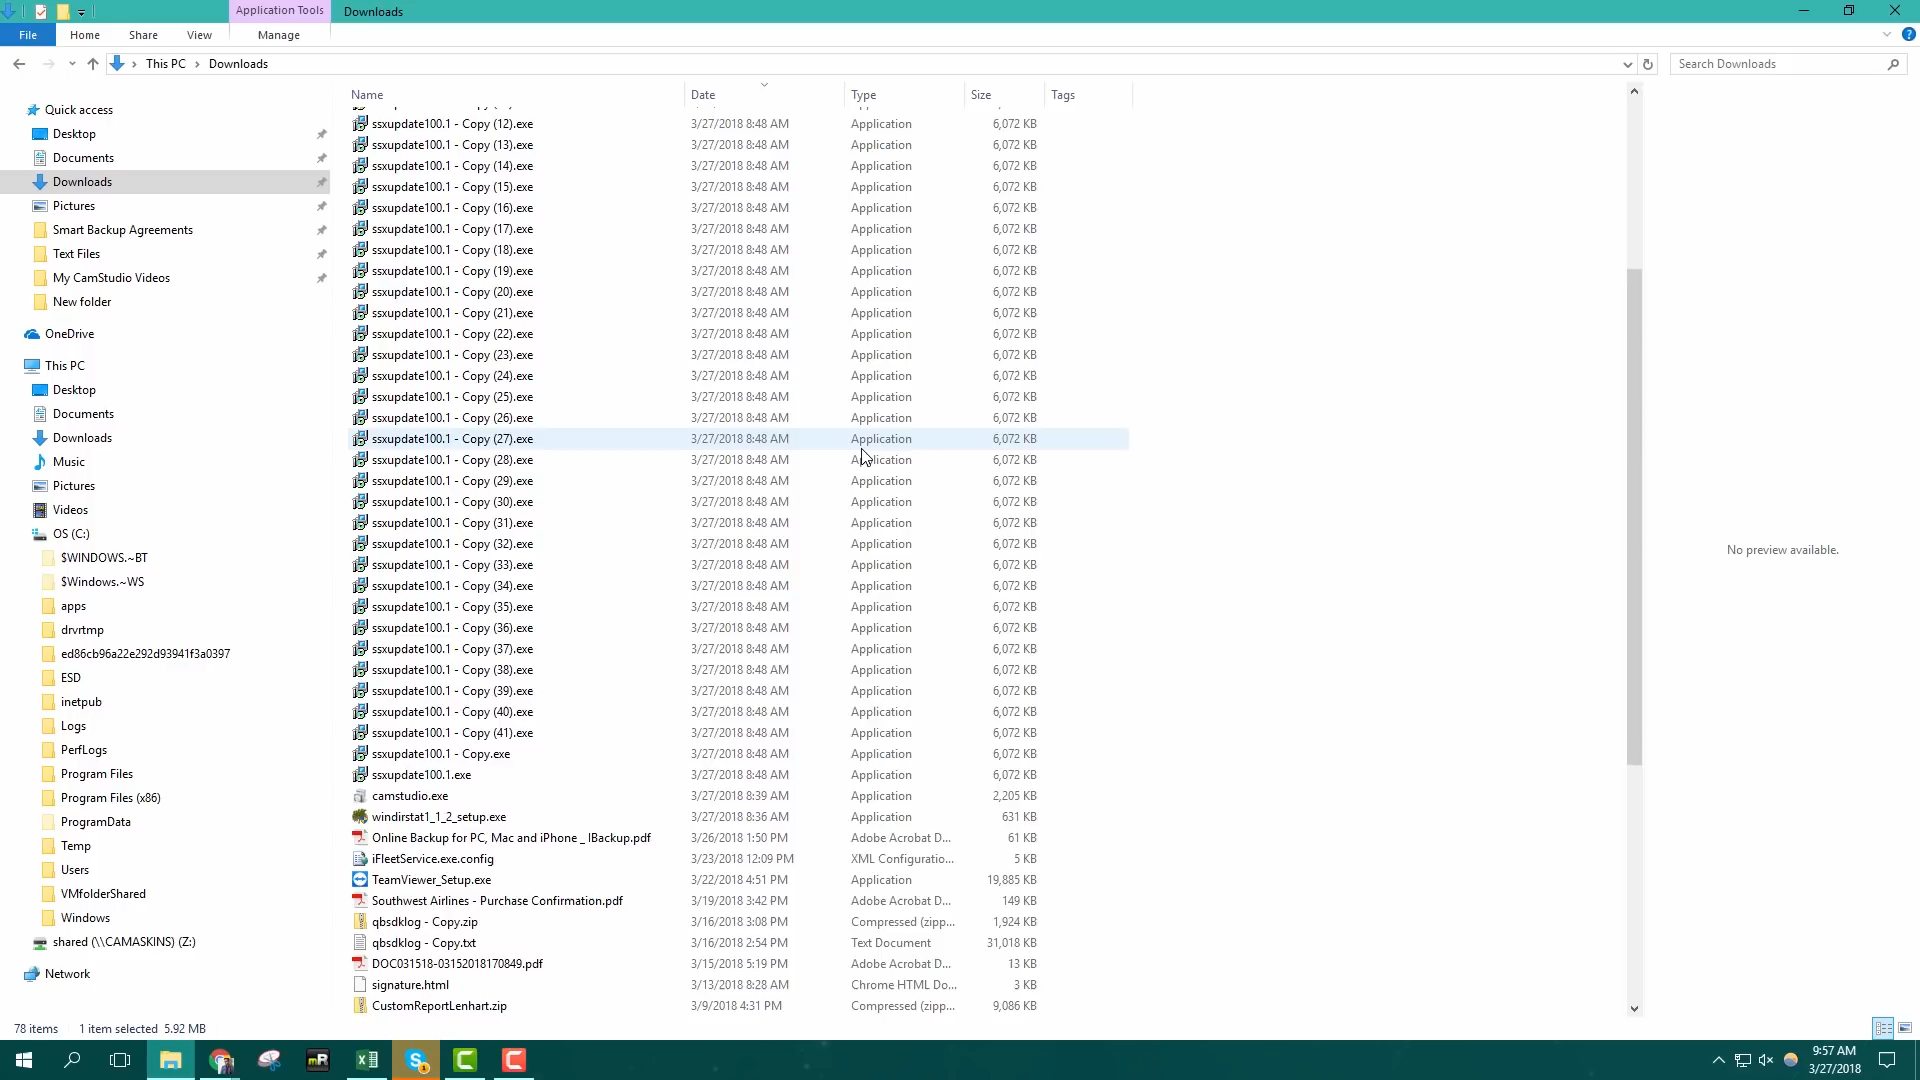 Application Tools
Downloads
File
Home
Share
View
Manage
This PC
Downloads
Search Downloads
Name
Date
Type
Size
Tags
Quick access
Desktop
Documents
Downloads
Pictures
Smart Backup Agreements
Text Files
My CamStudio Videos
New folder
OneDrive
This PC
Desktop
Documents
Downloads
Music
Pictures
Videos
OS (C:)
$WINDOWS.~BT
$Windows.~WS
apps
drvrtmp
ed86cb96a22e292d93941f3a0397
ESD
inetpub
Logs
PerfLogs
Program Files
Program Files (x86)
ProgramData
Temp
Users
VMfolderShared
Windows
shared (\\CAMASKINS) (Z:)
Network
ssxupdate100.1 - Copy (12).exe 3/27/2018 8:48 AM Application 6,072 KB
ssxupdate100.1 - Copy (13).exe 3/27/2018 8:48 AM Application 6,072 KB
ssxupdate100.1 - Copy (14).exe 3/27/2018 8:48 AM Application 6,072 KB
ssxupdate100.1 - Copy (15).exe 3/27/2018 8:48 AM Application 6,072 KB
ssxupdate100.1 - Copy (16).exe 3/27/2018 8:48 AM Application 6,072 KB
ssxupdate100.1 - Copy (17).exe 3/27/2018 8:48 AM Application 6,072 KB
ssxupdate100.1 - Copy (18).exe 3/27/2018 8:48 AM Application 6,072 KB
ssxupdate100.1 - Copy (19).exe 3/27/2018 8:48 AM Application 6,072 KB
ssxupdate100.1 - Copy (20).exe 3/27/2018 8:48 AM Application 6,072 KB
ssxupdate100.1 - Copy (21).exe 3/27/2018 8:48 AM Application 6,072 KB
ssxupdate100.1 - Copy (22).exe 3/27/2018 8:48 AM Application 6,072 KB
ssxupdate100.1 - Copy (23).exe 3/27/2018 8:48 AM Application 6,072 KB
ssxupdate100.1 - Copy (24).exe 3/27/2018 8:48 AM Application 6,072 KB
ssxupdate100.1 - Copy (25).exe 3/27/2018 8:48 AM Application 6,072 KB
ssxupdate100.1 - Copy (26).exe 3/27/2018 8:48 AM Application 6,072 KB
ssxupdate100.1 - Copy (27).exe 3/27/2018 8:48 AM Application 6,072 KB
ssxupdate100.1 - Copy (28).exe 3/27/2018 8:48 AM Application 6,072 KB
ssxupdate100.1 - Copy (29).exe 3/27/2018 8:48 AM Application 6,072 KB
ssxupdate100.1 - Copy (30).exe 3/27/2018 8:48 AM Application 6,072 KB
ssxupdate100.1 - Copy (31).exe 3/27/2018 8:48 AM Application 6,072 KB
ssxupdate100.1 - Copy (32).exe 3/27/2018 8:48 AM Application 6,072 KB
ssxupdate100.1 - Copy (33).exe 3/27/2018 8:48 AM Application 6,072 KB
ssxupdate100.1 - Copy (34).exe 3/27/2018 8:48 AM Application 6,072 KB
ssxupdate100.1 - Copy (35).exe 3/27/2018 8:48 AM Application 6,072 KB
ssxupdate100.1 - Copy (36).exe 3/27/2018 8:48 AM Application 6,072 KB
ssxupdate100.1 - Copy (37).exe 3/27/2018 8:48 AM Application 6,072 KB
ssxupdate100.1 - Copy (38).exe 3/27/2018 8:48 AM Application 6,072 KB
ssxupdate100.1 - Copy (39).exe 3/27/2018 8:48 AM Application 6,072 KB
ssxupdate100.1 - Copy (40).exe 3/27/2018 8:48 AM Application 6,072 KB
ssxupdate100.1 - Copy (41).exe 3/27/2018 8:48 AM Application 6,072 KB
ssxupdate100.1 - Copy.exe 3/27/2018 8:48 AM Application 6,072 KB
ssxupdate100.1.exe 3/27/2018 8:48 AM Application 6,072 KB
camstudio.exe 3/27/2018 8:39 AM Application 2,205 KB
windirstat1_1_2_setup.exe 3/27/2018 8:36 AM Application 631 KB
Online Backup for PC, Mac and iPhone _ IBackup.pdf 3/26/2018 1:50 PM Adobe Acrobat D... 61 KB
iFleetService.exe.config 3/23/2018 12:09 PM XML Configuratio... 5 KB
TeamViewer_Setup.exe 3/22/2018 4:51 PM Application 19,885 KB
Southwest Airlines - Purchase Confirmation.pdf 3/19/2018 3:42 PM Adobe Acrobat D... 149 KB
qbsdklog - Copy.zip 3/16/2018 3:08 PM Compressed (zipp... 1,924 KB
qbsdklog - Copy.txt 3/16/2018 2:54 PM Text Document 31,018 KB
DOC031518-03152018170849.pdf 3/15/2018 5:19 PM Adobe Acrobat D... 13 KB
signature.html 3/13/2018 8:28 AM Chrome HTML Do... 3 KB
CustomReportLenhart.zip 3/9/2018 4:31 PM Compressed (zipp... 9,086 KB
No preview available.
78 items 1 item selected 5.92 MB
mR
9:57 AM
3/27/2018